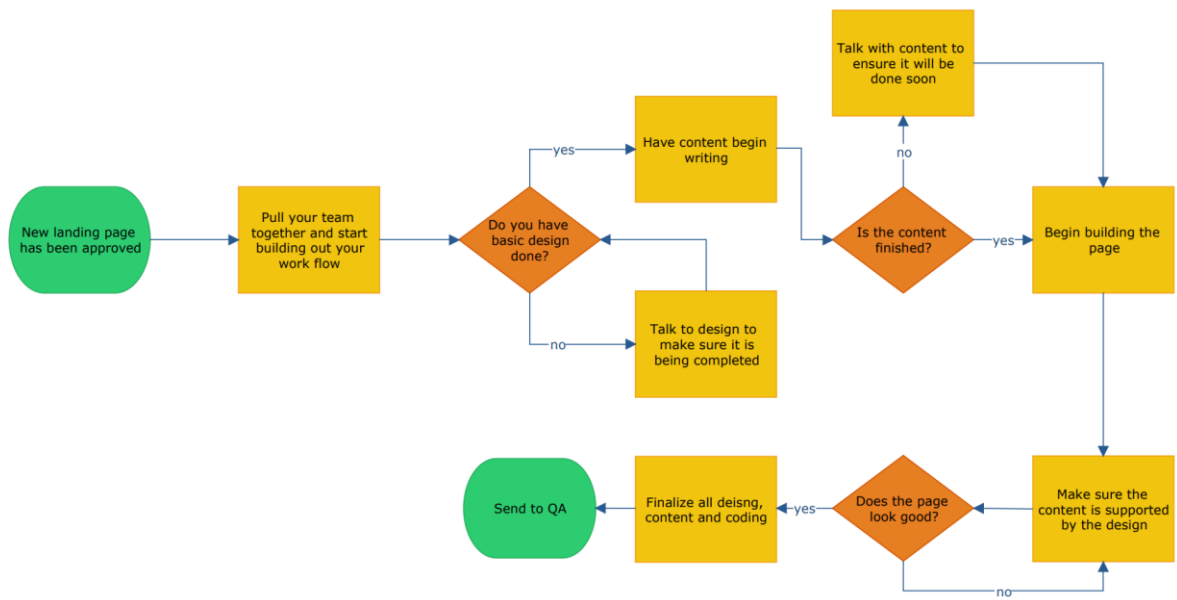 Talk with content to
ensure it will be
done soon
yes
Have content begin
writing
no
New landing page
has been approved
Pull your team
together and start
building out your
work flow
Do you have
basic design
done?
Is the content
finished?
yes
Begin building the
page
no
Talk to design to
make sure it is
being completed
Send to QA
Finalize all deisng,
content and coding
yes
Does the page
look good?
Make sure the
content is supported
by the design
no